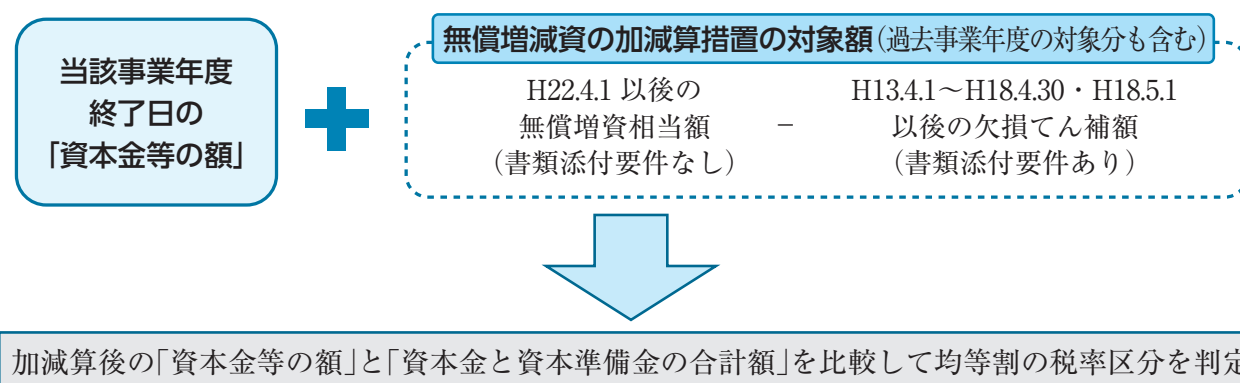 当該事業年度
終了日の
「資本金等の額」
無償増減資の加減算措置の対象額(過去事業年度の対象分も含む)
H22.4.1 以後の
無償増資相当額
(書類添付要件なし)
−
H13.4.1〜H18.4.30・H18.5.1
以後の欠損てん補額
(書類添付要件あり)
加減算後の「資本金等の額」と「資本金と資本準備金の合計額」を比較して均等割の税率区分を判定